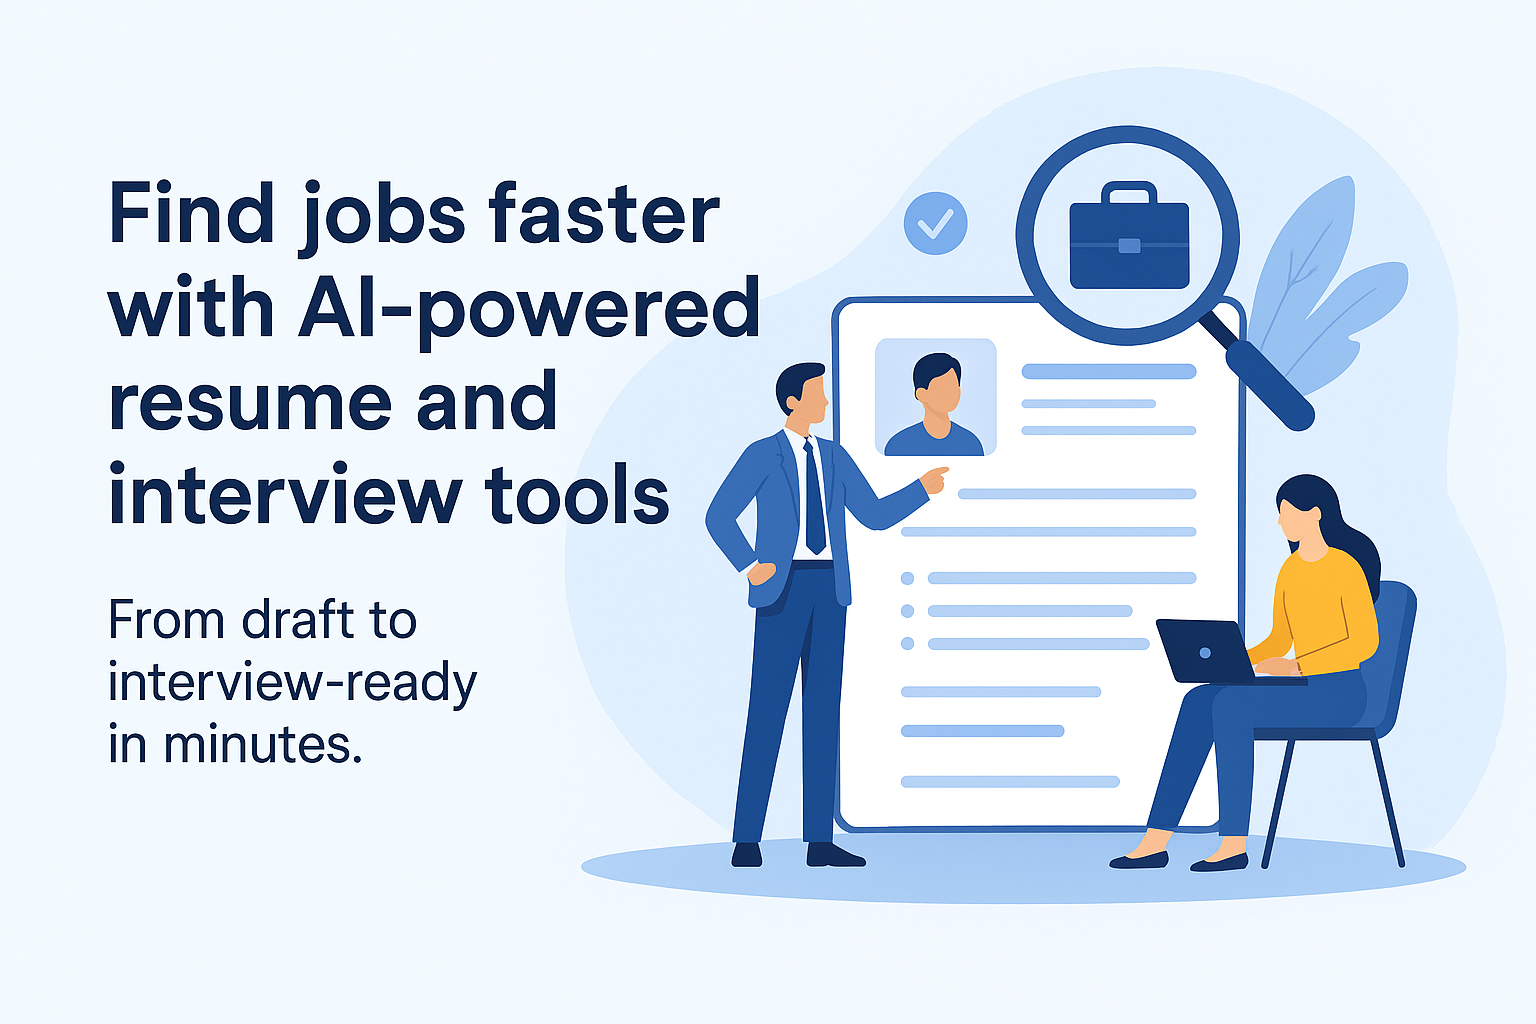 Find jobs faster
with AI-powered
resume and
interview tools
From draft to
interview-ready
in minutes.